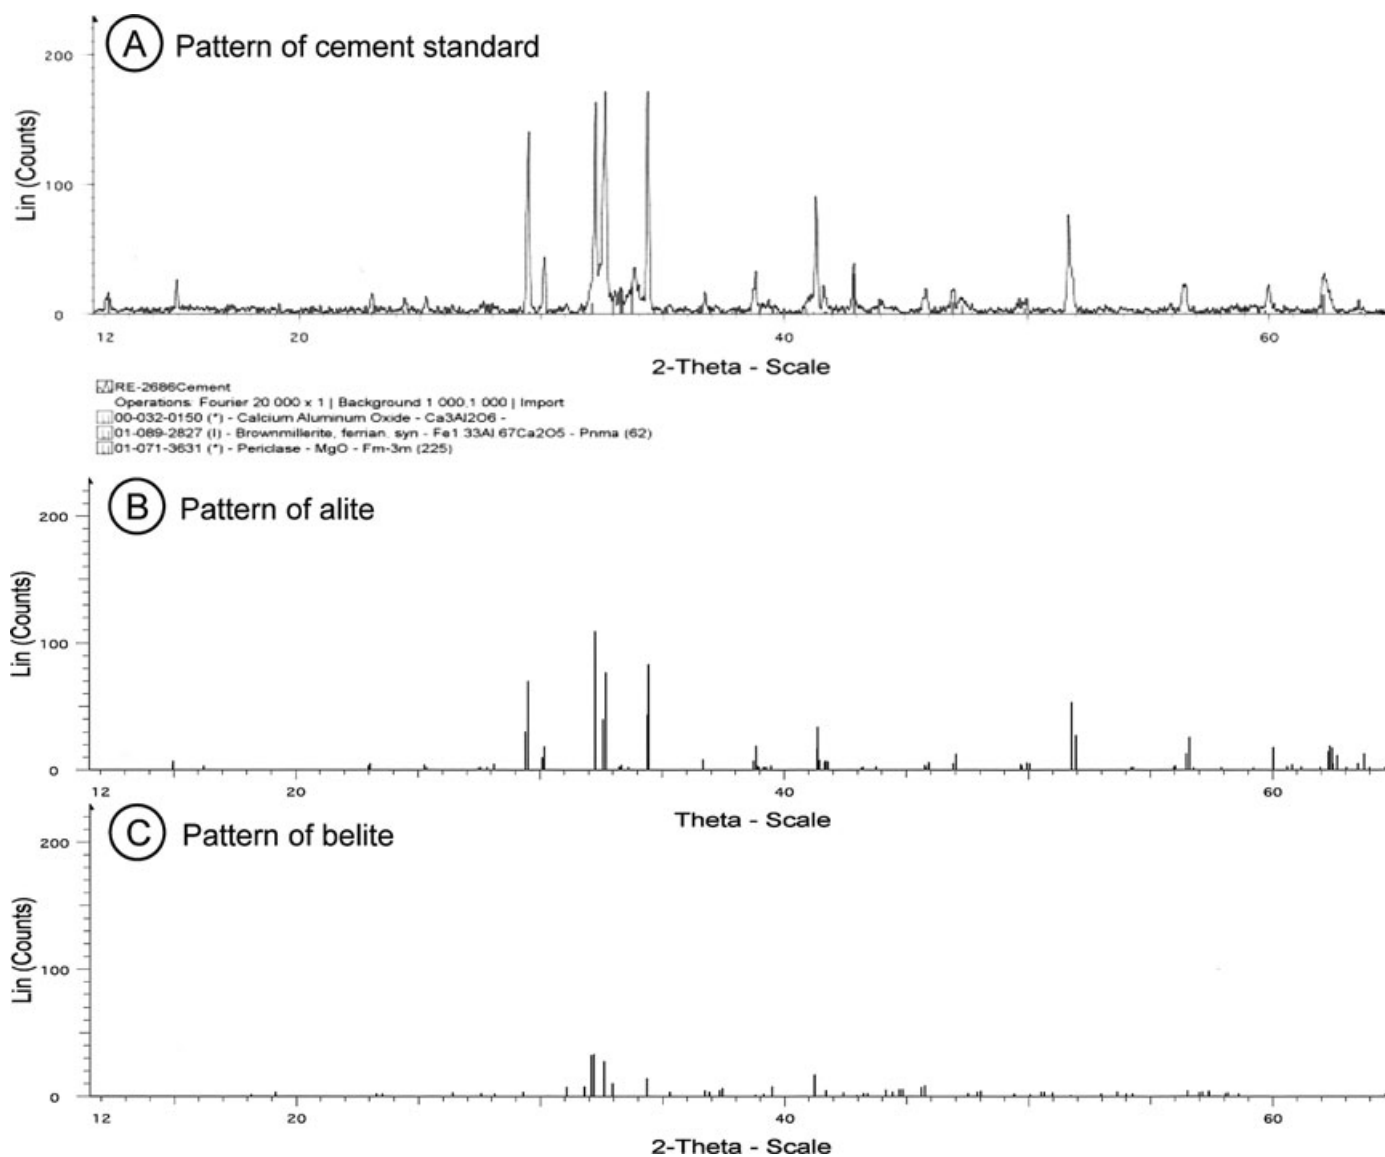 A Pattern of cement standard
200
100
0
Lin (Counts)
12 20 40 60
2-Theta - Scale
RE-2686Cement
Operations: Fourier 20 000 x 1 | Background 1 000,1 000 | Import
00-032-0150 (*) - Calcium Aluminum Oxide - Ca3Al2O6 -
01-089-2827 (I) - Brownmillerite, ferrian, syn - Fe1 33Al 67Ca2O5 - Pnma (62)
01-071-3631 (*) - Periclase - MgO - Fm-3m (225)
B Pattern of alite
200
100
0
Lin (Counts)
12 20 40 60
Theta - Scale
C Pattern of belite
200
100
0
Lin (Counts)
12 20 40 60
2-Theta - Scale